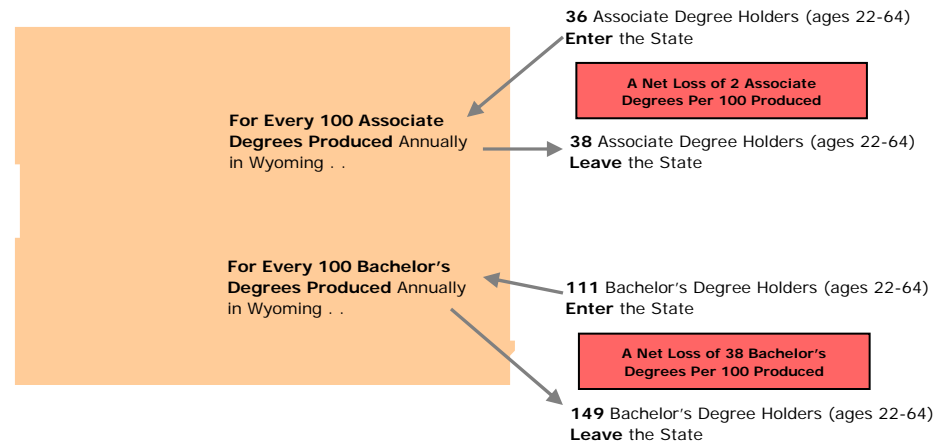 36 Associate Degree Holders (ages 22-64)
Enter the State
A Net Loss of 2 Associate
Degrees Per 100 Produced
For Every 100 Associate
Degrees Produced Annually
in Wyoming . .
38 Associate Degree Holders (ages 22-64)
Leave the State
For Every 100 Bachelor's
Degrees Produced Annually
in Wyoming . .
111 Bachelor's Degree Holders (ages 22-64)
Enter the State
A Net Loss of 38 Bachelor's
Degrees Per 100 Produced
149 Bachelor's Degree Holders (ages 22-64)
Leave the State